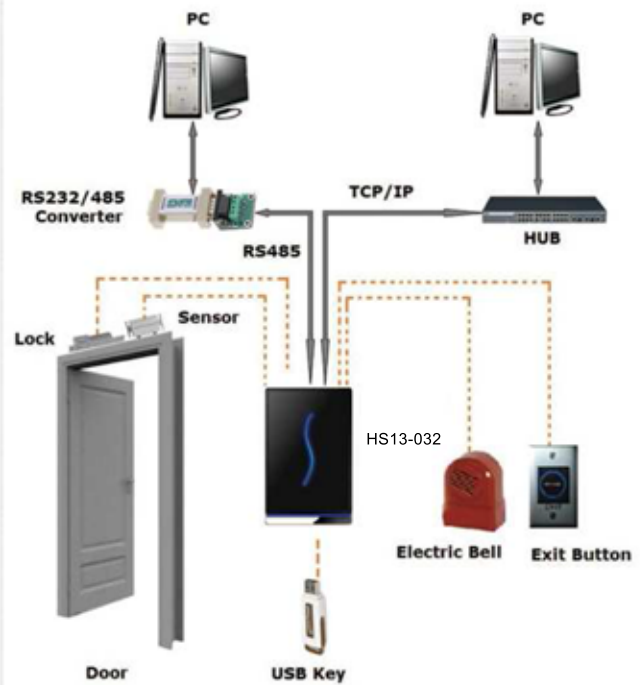 PC
PC
RS232/485
Converter
TCP/IP
HUB
RS485
Sensor
Lock
HS13-032
EXIT
Electric Bell
Exit Button
Door
USB Key